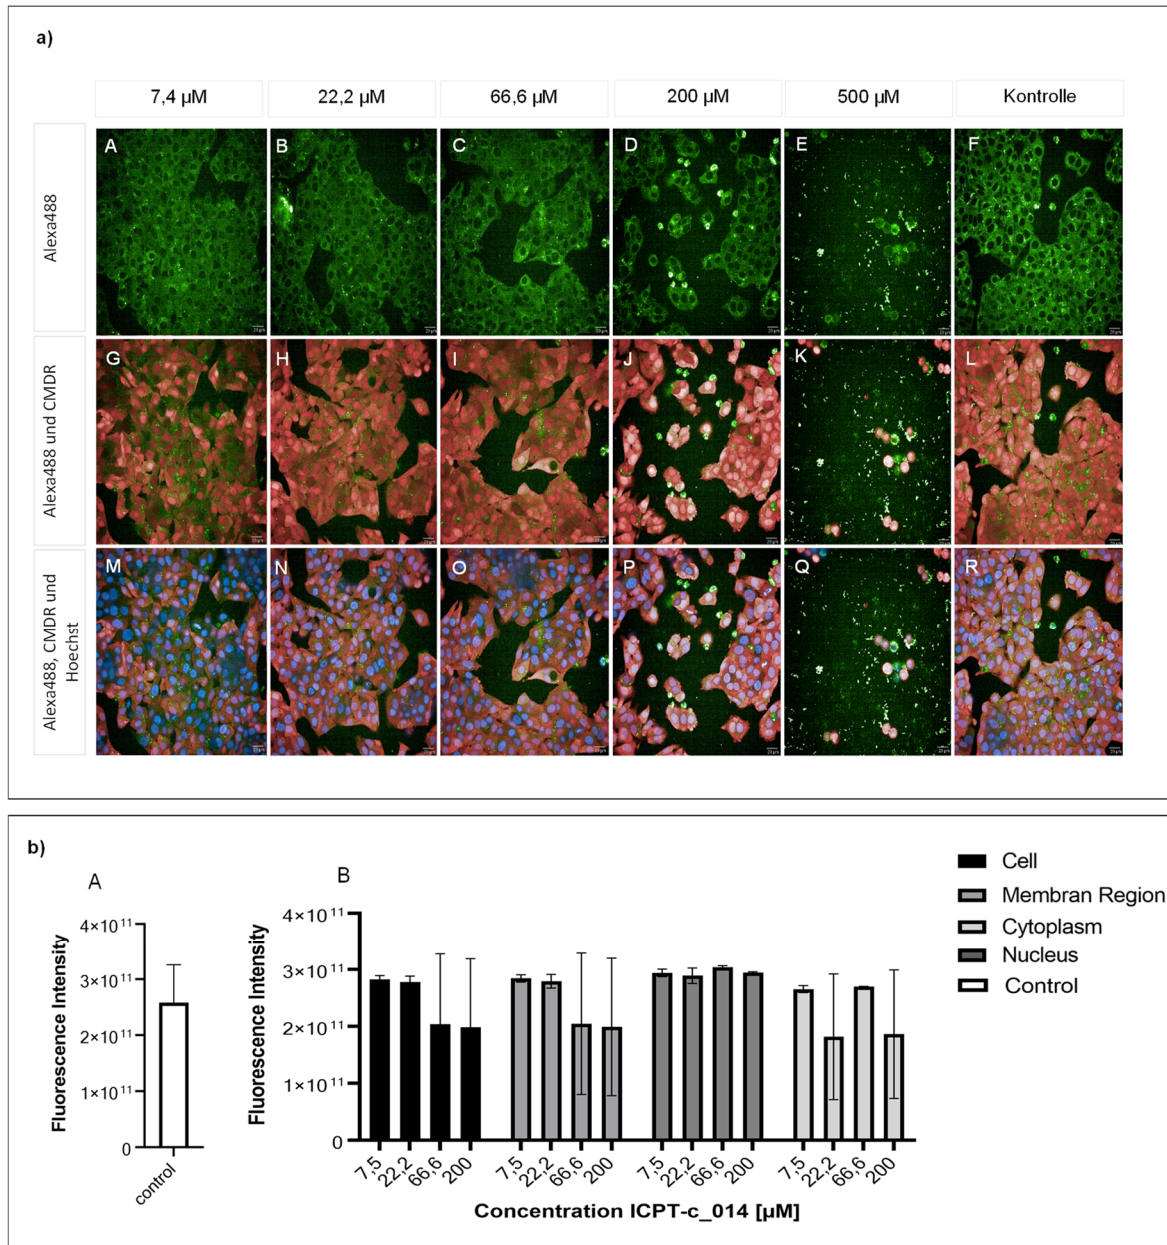 a)
7,4 µM
22,2 µM
66,6 µM
200 µM
500 µM
Kontrolle
Alexa488
A
B
C
D
E
F
Alexa488 und CMDR
G
H
I
J
K
L
Alexa488, CMDR und
Hoechst
M
N
O
P
Q
R
b)
A
Fluorescence Intensity
4×10¹¹
3×10¹¹
2×10¹¹
1×10¹¹
0
control
B
Fluorescence Intensity
4×10¹¹
3×10¹¹
2×10¹¹
1×10¹¹
0
7,5
22,2
66,6
200
7,5
22,2
66,6
200
7,5
22,2
66,6
200
7,5
22,2
66,6
200
Concentration ICPT-c_014 [µM]
Cell
Membran Region
Cytoplasm
Nucleus
Control